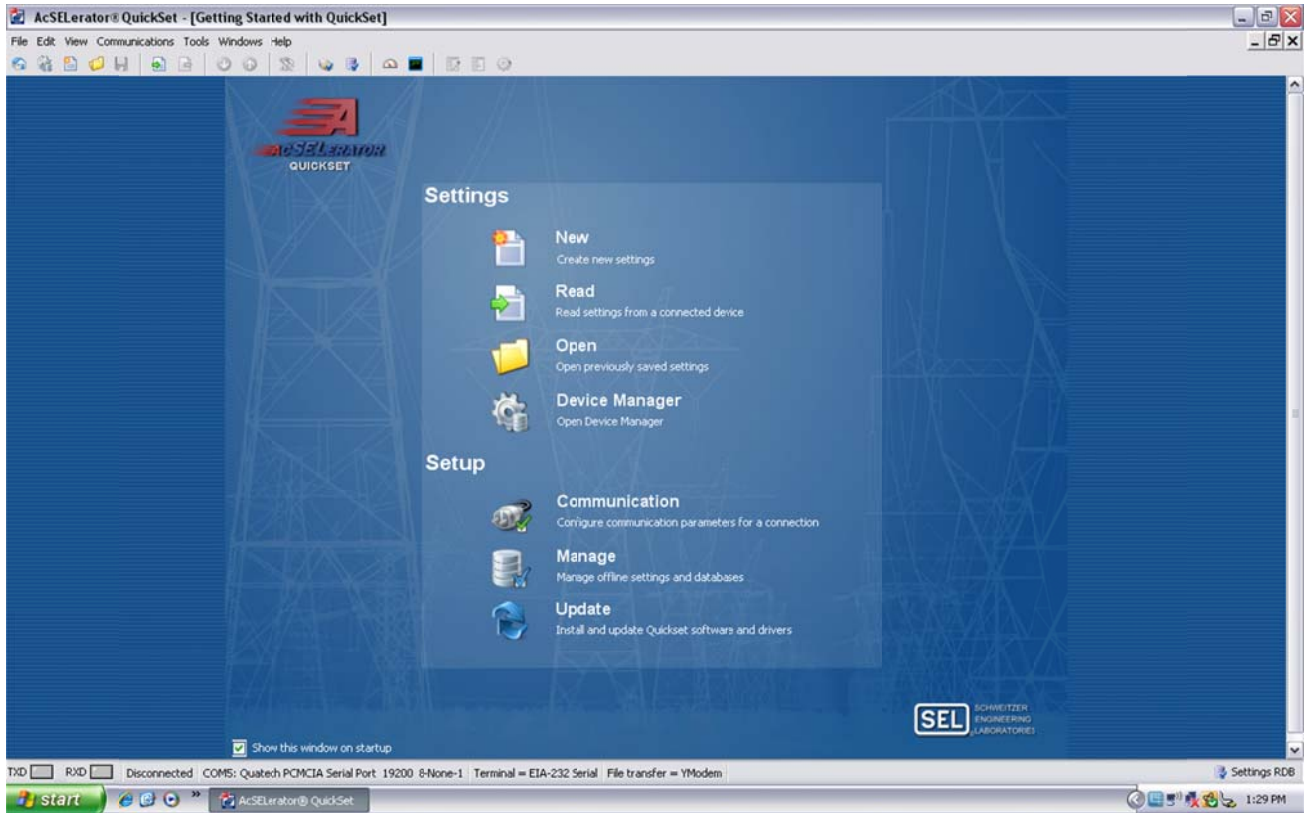 AcSELerator® QuickSet - [Getting Started with QuickSet]
File Edit View Communications Tools Windows Help
ACSELERATOR
QUICKSET
Settings
New
Create new settings
Read
Read settings from a connected device
Open
Open previously saved settings
Device Manager
Open Device Manager
Setup
Communication
Configure communication parameters for a connection
Manage
Manage offline settings and databases
Update
Install and update Quickset software and drivers
SEL SCHWEITZER
ENGINEERING
LABORATORIES
Show this window on startup
TXD RXD Disconnected COM5: Quatech PCMCIA Serial Port 19200 8-None-1 Terminal = EIA-232 Serial File transfer = YModem Settings RDB
start AcSELerator® QuickSet 1:29 PM